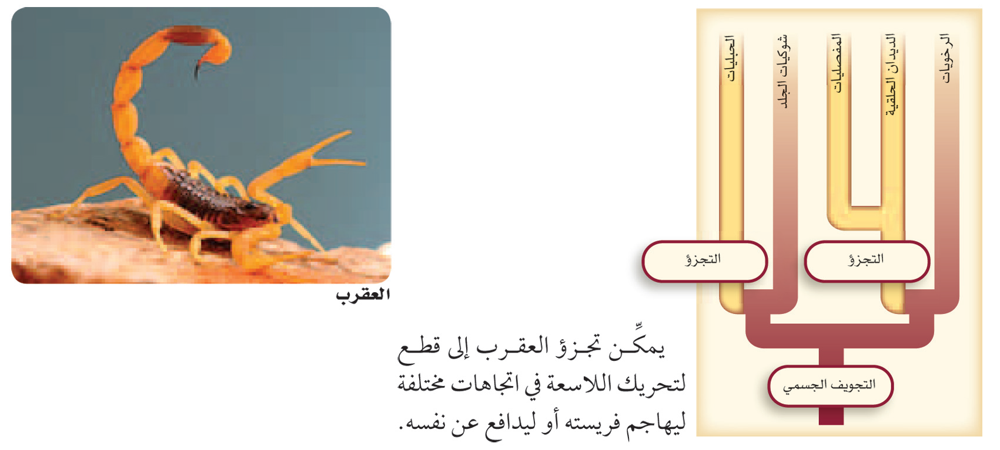 الرخويات
الديدان الحلقية
المفصليات
شوكيات الجلد
الحبليات
التجزؤ
التجزؤ
التجويف الجسمي
العقرب
يمكِّن تجزؤ العقرب إلى قطع
لتحريك اللاسعة في اتجاهات مختلفة
ليهاجم فريسته أو ليدافع عن نفسه.